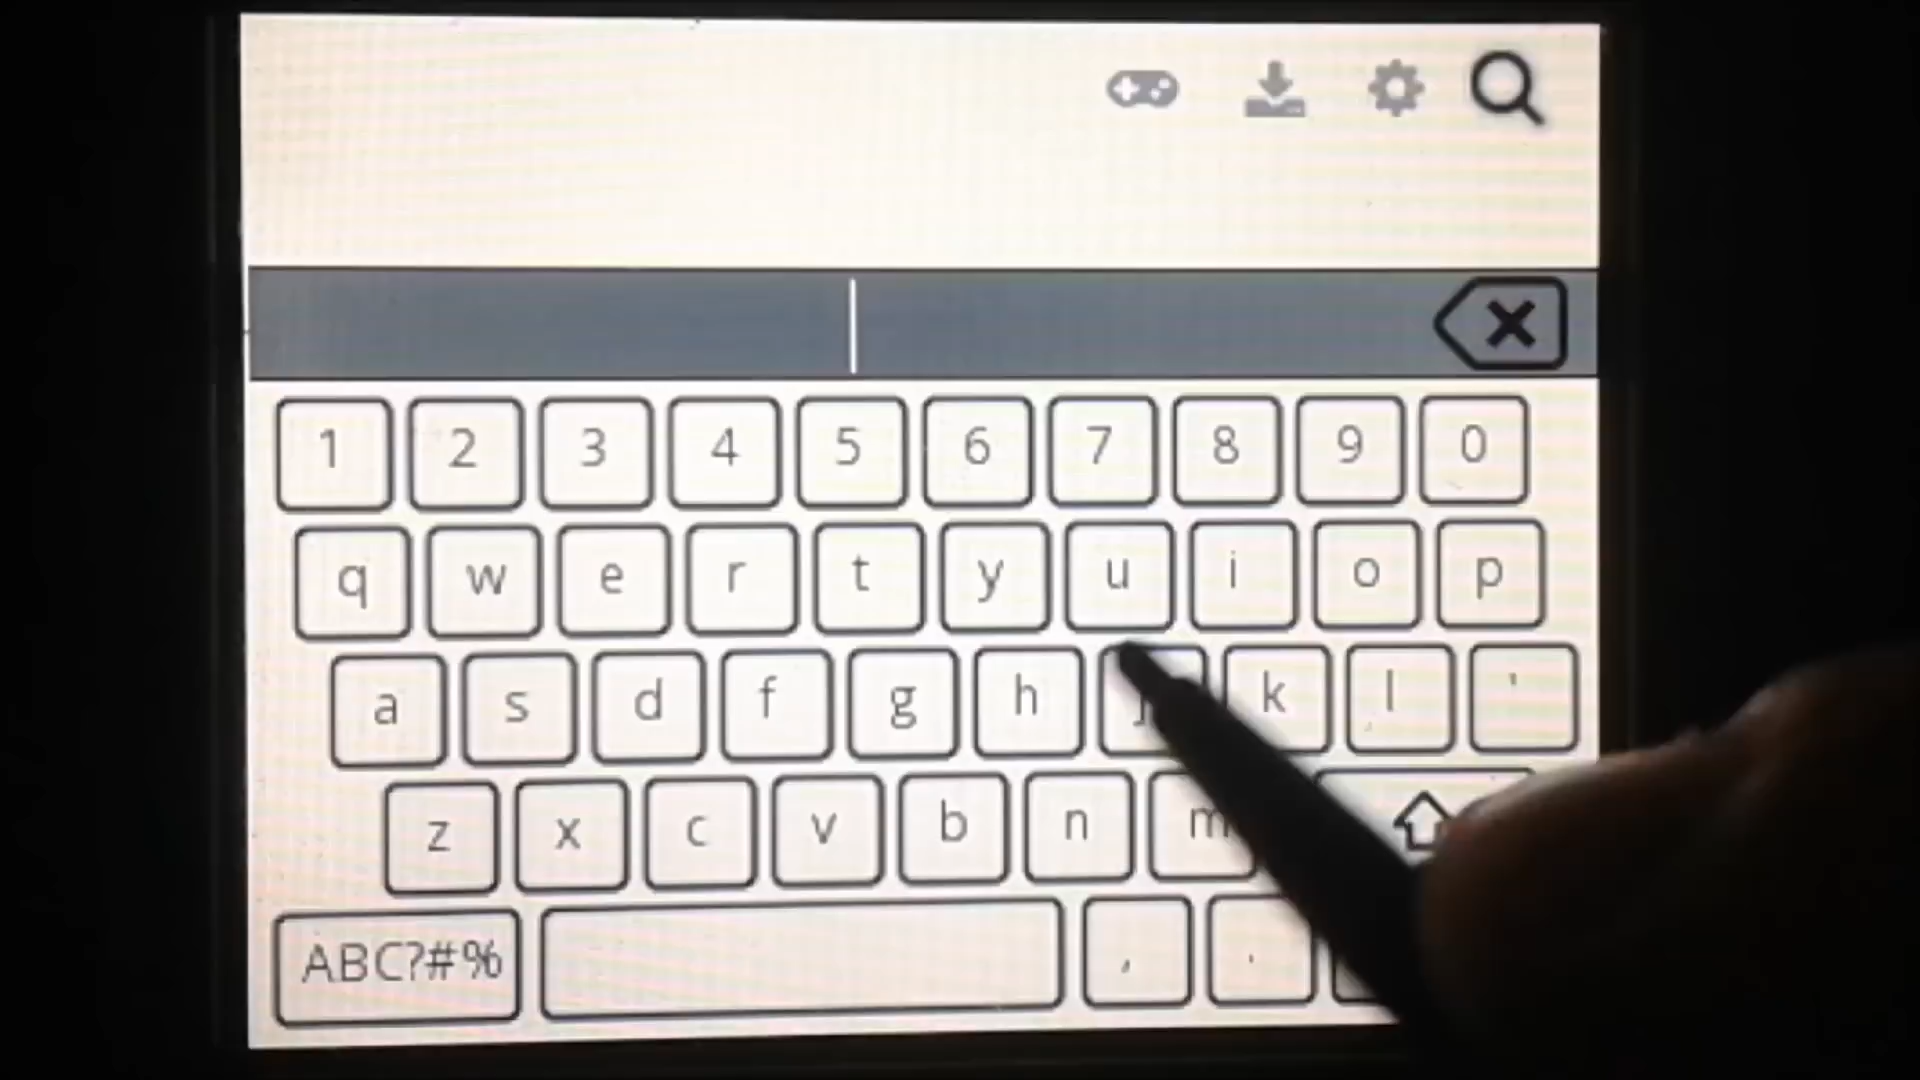 1 2 3 4 5 6 7 8 9 0
q w e r t y u i o p
a s d f g h j k l '
z x c v b n m
ABC?#% , .